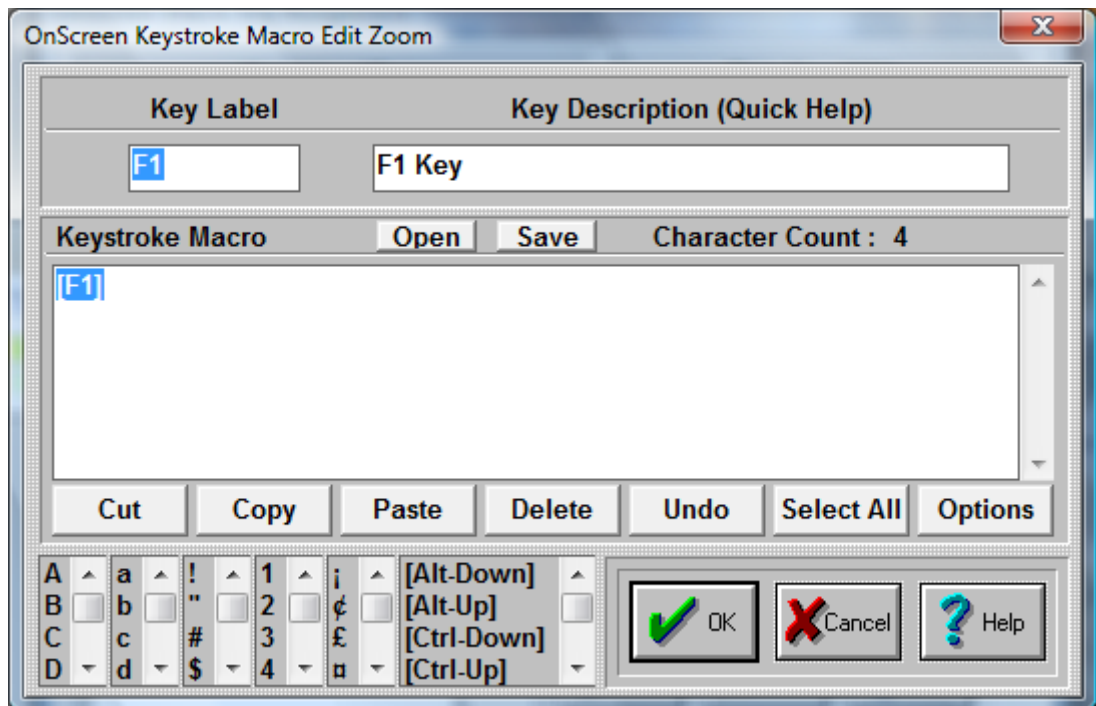 OnScreen Keystroke Macro Edit Zoom
X
Key Label Key Description (Quick Help)
F1 F1 Key
Keystroke Macro Open Save Character Count : 4
[F1]
Cut Copy Paste Delete Undo Select All Options
A a ! 1 ¡ [Alt-Down]
B b " 2 ¢ [Alt-Up]
C c # 3 £ [Ctrl-Down]
D d $ 4 ¤ [Ctrl-Up]
OK Cancel Help